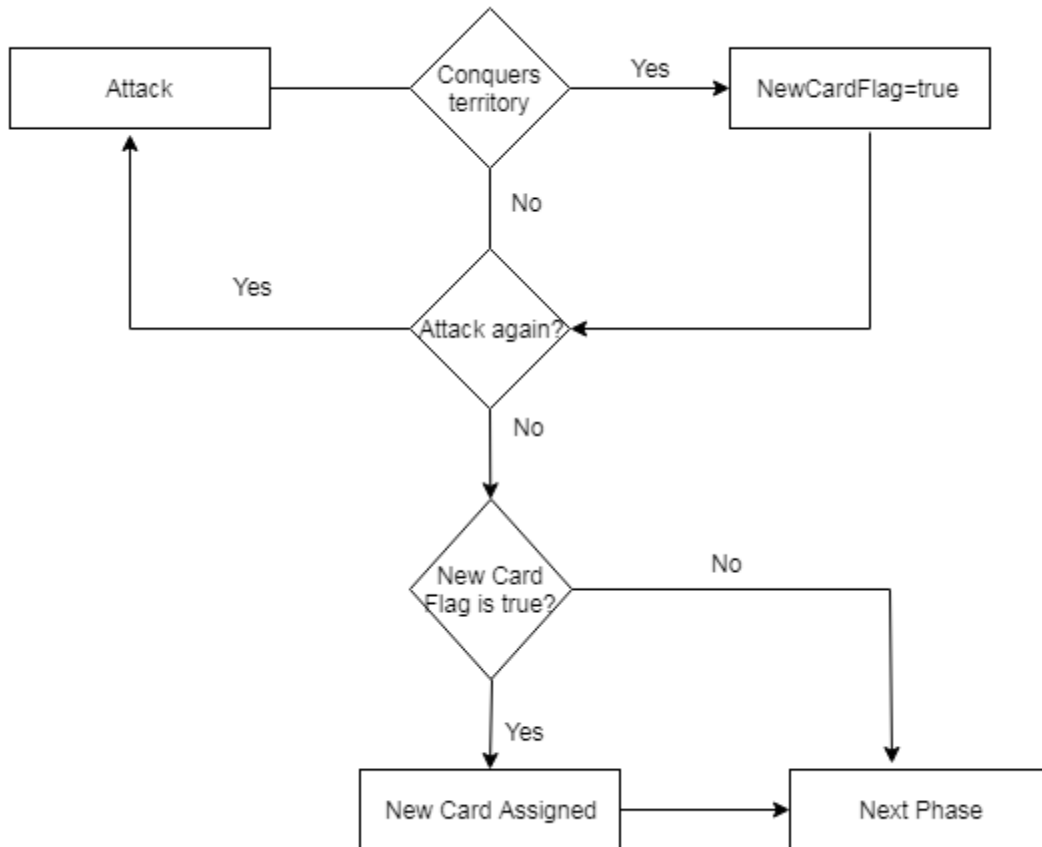 Attack
Conquers
territory
Yes
NewCardFlag=true
No
Yes
Attack again?
No
New Card
Flag is true?
No
Yes
New Card Assigned
Next Phase